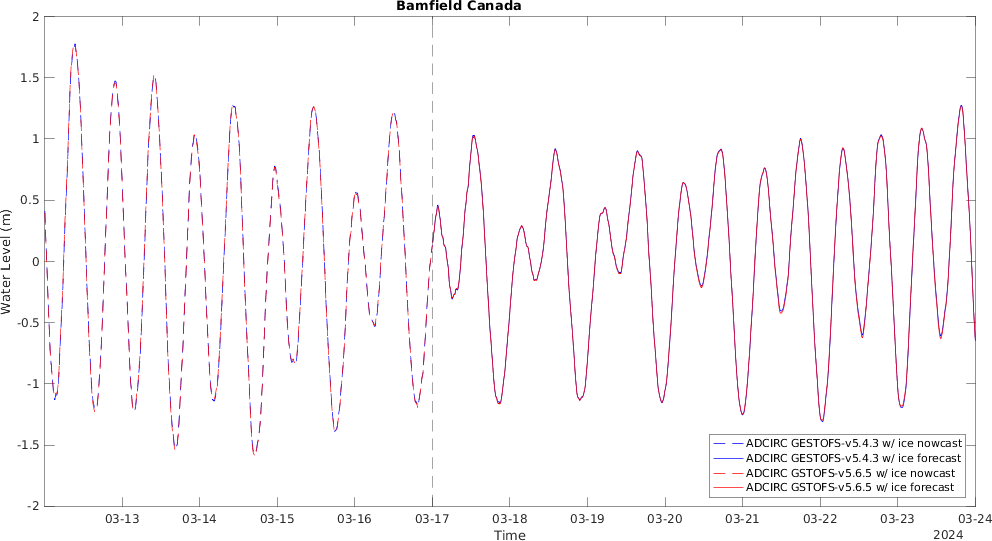 Bamfield Canada
2
1.5
1
0.5
0
-0.5
-1
-1.5
-2
Water Level (m)
ADCIRC GESTOFS-v5.4.3 w/ ice nowcast
ADCIRC GESTOFS-v5.4.3 w/ ice forecast
ADCIRC GSTOFS-v5.6.5 w/ ice nowcast
ADCIRC GSTOFS-v5.6.5 w/ ice forecast
03-13 03-14 03-15 03-16 03-17 03-18 03-19 03-20 03-21 03-22 03-23 03-24
Time
2024